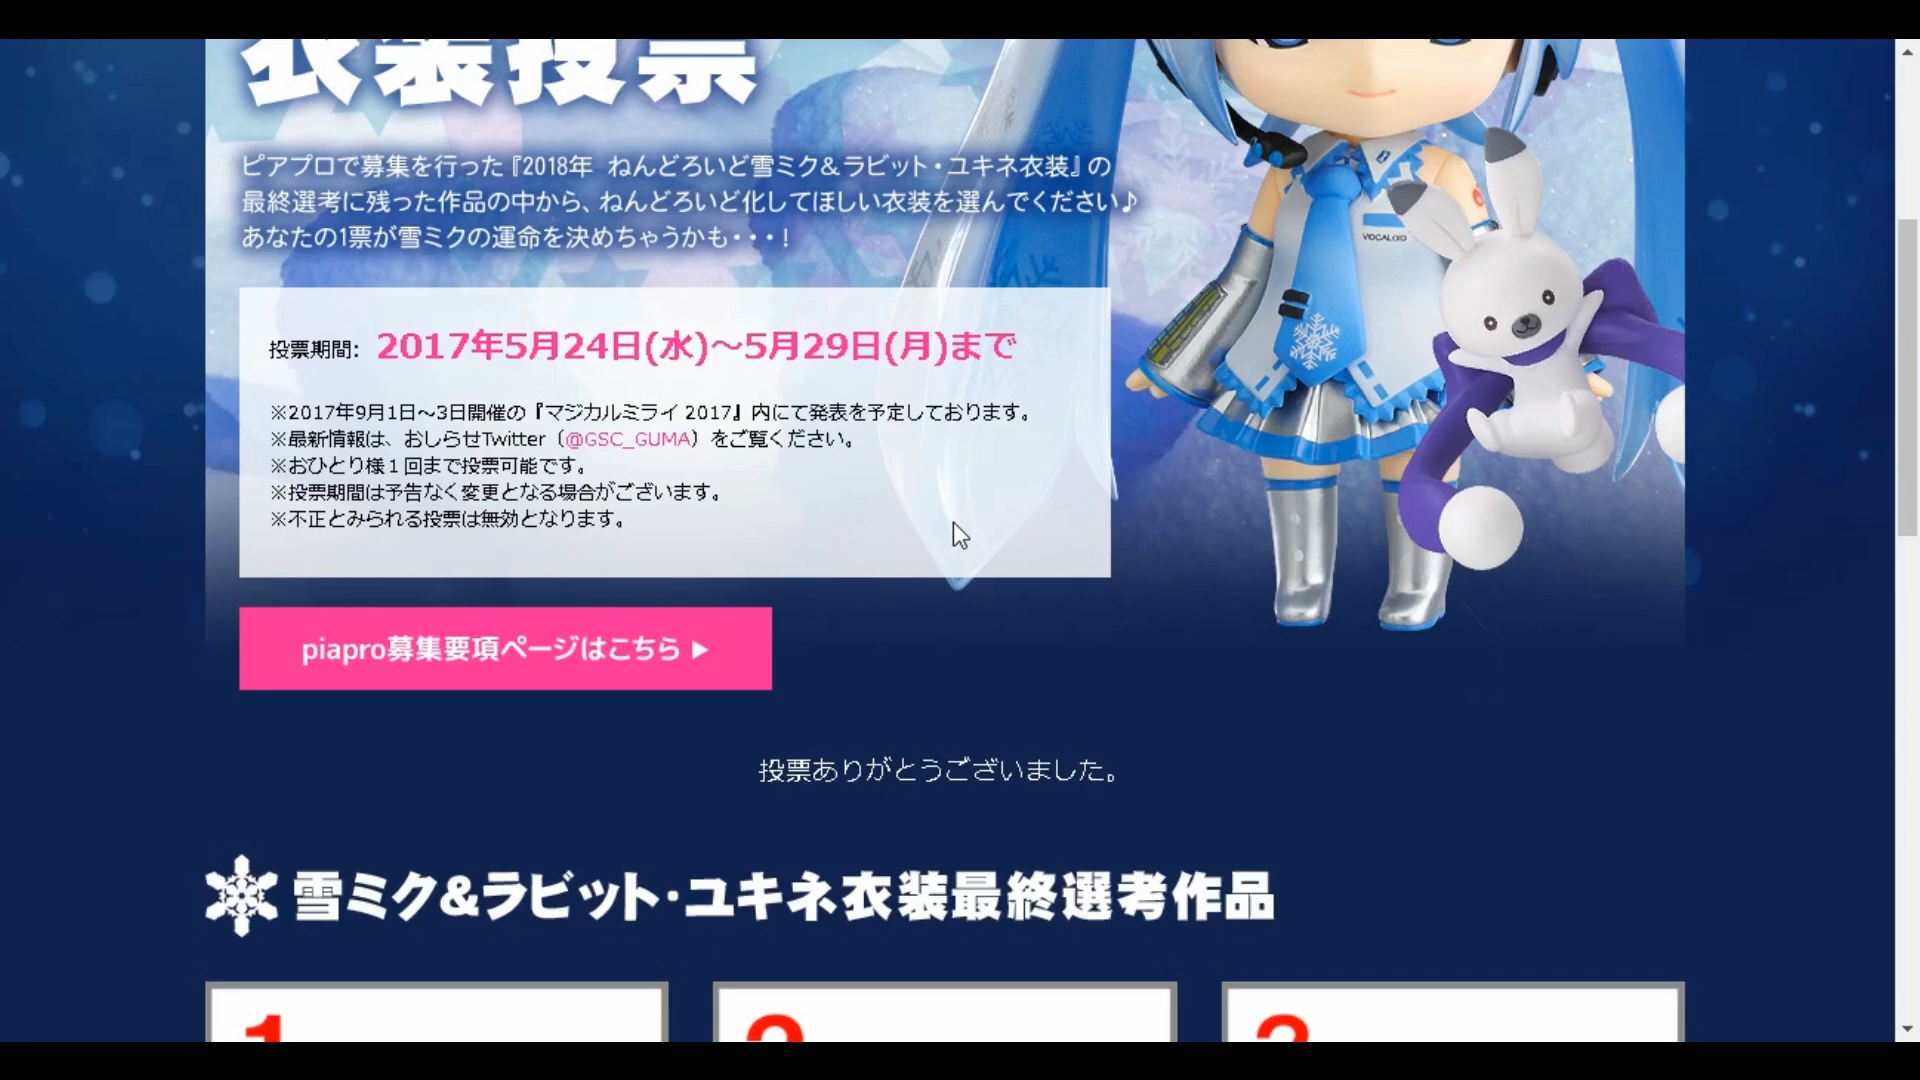 衣装投票
ピアプロで募集を行った『2018年 ねんどろいど雪ミク&ラビット・ユキネ衣装』の
最終選考に残った作品の中から、ねんどろいど化してほしい衣装を選んでください♪
あなたの1票が雪ミクの運命を決めちゃうかも・・・!
投票期間: 2017年5月24日(水)～5月29日(月)まで
※2017年9月1日～3日開催の『マジカルミライ 2017』内にて発表を予定しております。
※最新情報は、おしらせTwitter（@GSC_GUMA）をご覧ください。
※おひとり様１回まで投票可能です。
※投票期間は予告なく変更となる場合がございます。
※不正とみられる投票は無効となります。
VOCALOID
piapro募集要項ページはこちら ▶
投票ありがとうございました。
雪ミク&ラビット・ユキネ衣装最終選考作品
1